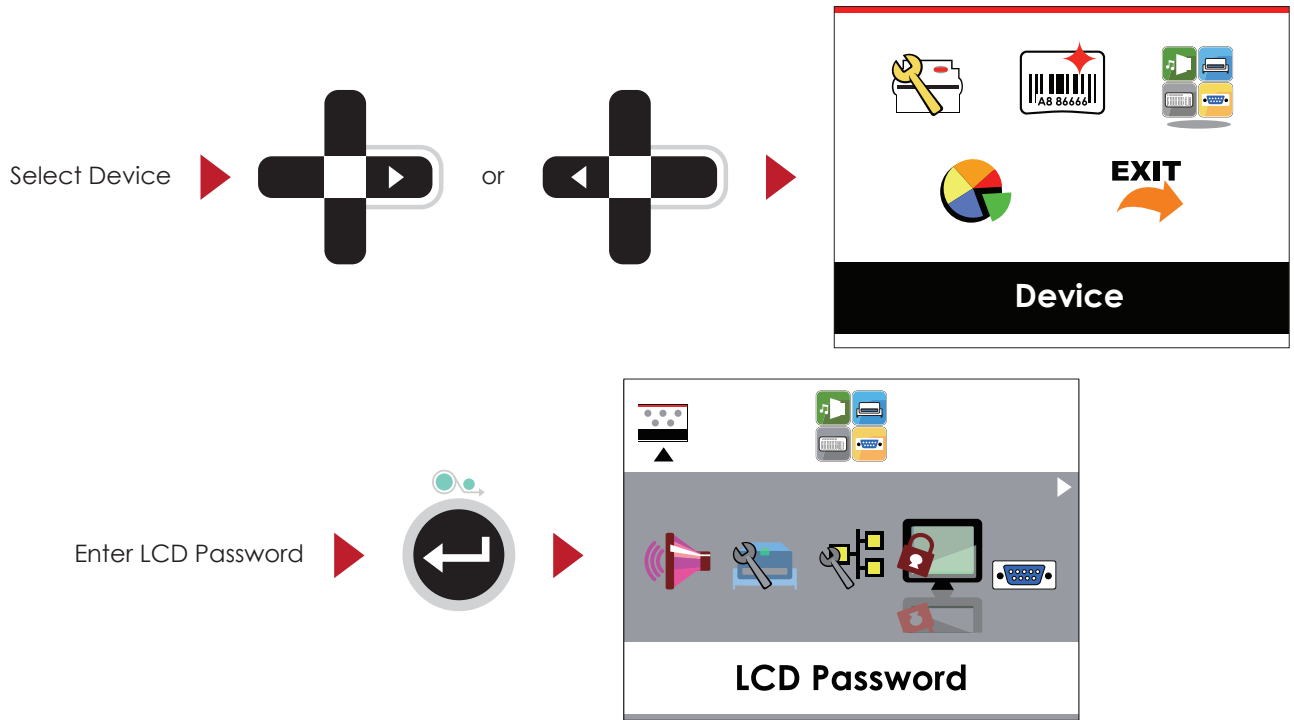 A8 86666
Select Device
or
EXIT
Device
Enter LCD Password
LCD Password